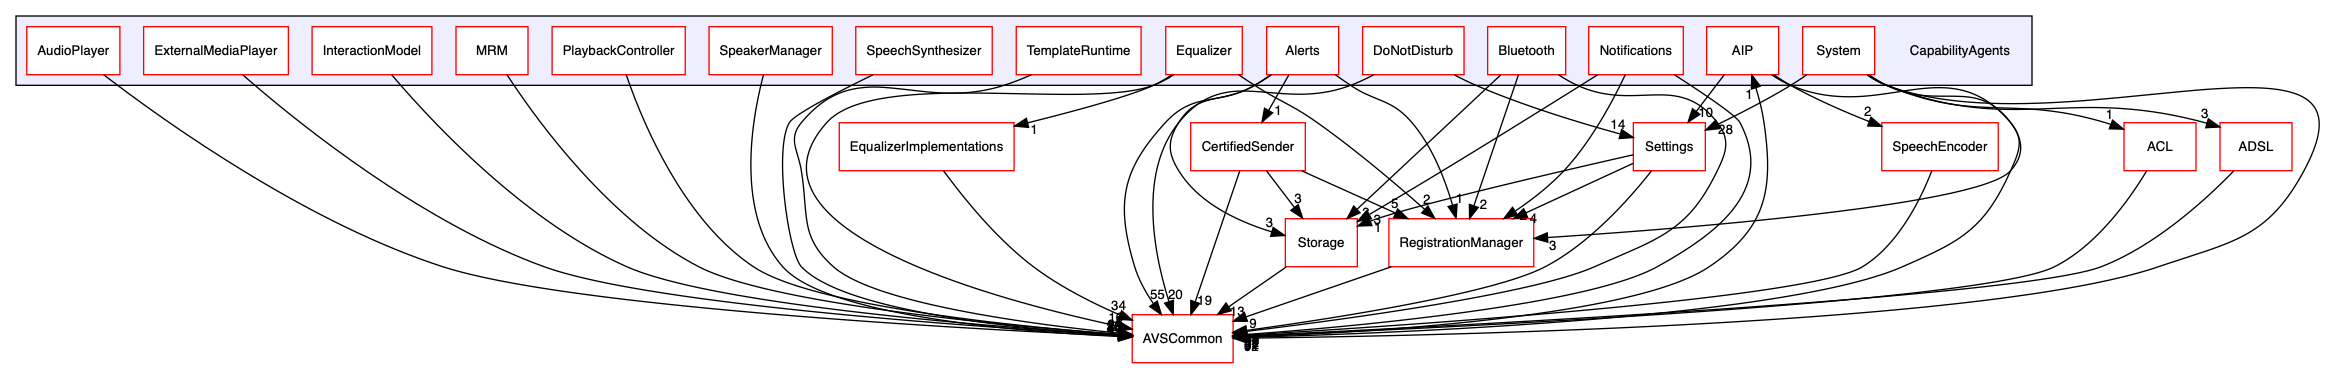 AudioPlayer
ExternalMediaPlayer
InteractionModel
MRM
PlaybackController
SpeakerManager
SpeechSynthesizer
TemplateRuntime
Equalizer
Alerts
DoNotDisturb
Bluetooth
Notifications
AIP
System
CapabilityAgents
1
1
1
14
10
28
2
1
3
EqualizerImplementations
CertifiedSender
Settings
SpeechEncoder
ACL
ADSL
3
3
3
1
5
2
1
2
4
3
Storage
RegistrationManager
34
55
20
19
13
9
AVSCommon